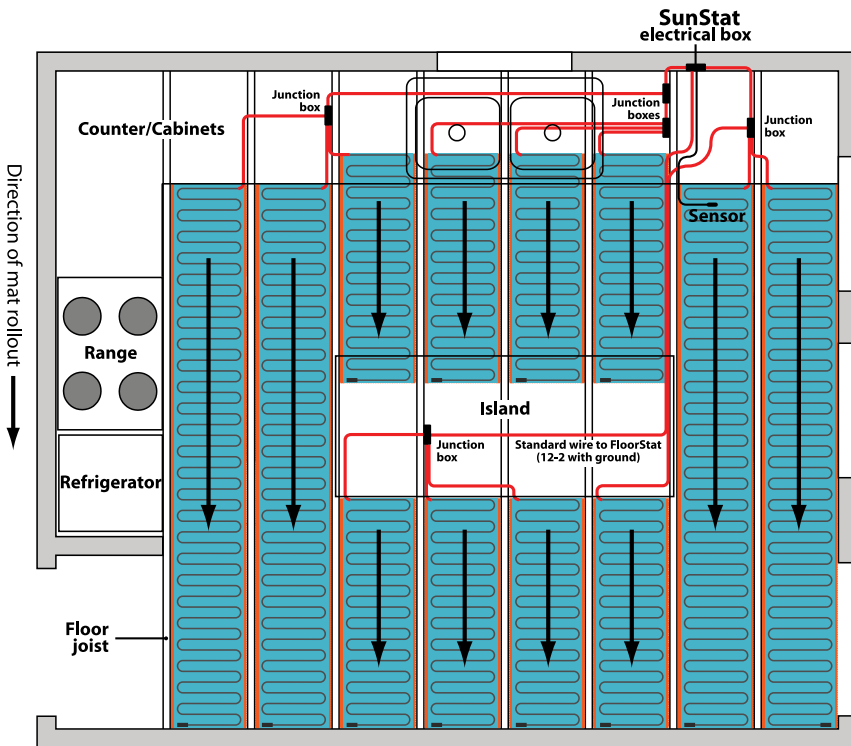 SunStat
electrical box
Junction
box
Junction
boxes
Junction
box
Counter/Cabinets
Sensor
Direction of mat rollout
Range
Island
Standard wire to FloorStat
(12-2 with ground)
Junction
box
Refrigerator
Floor
joist